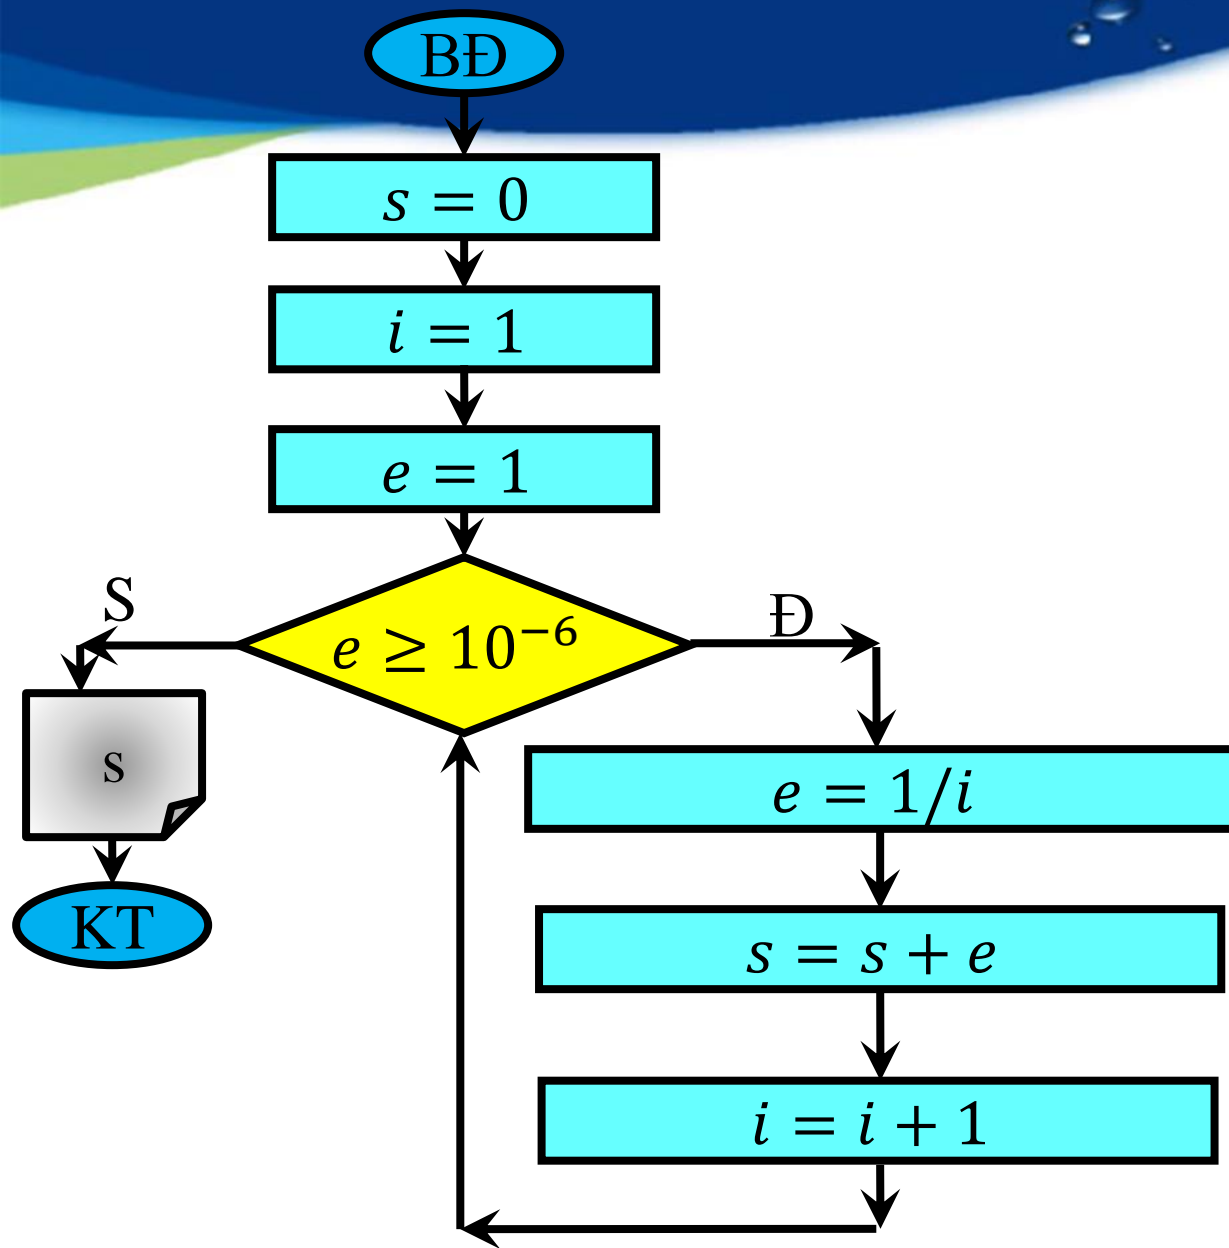 BĐ
s = 0
i = 1
e = 1
e ≥ 10⁻⁶
S
Đ
s
KT
e = 1/i
s = s + e
i = i + 1